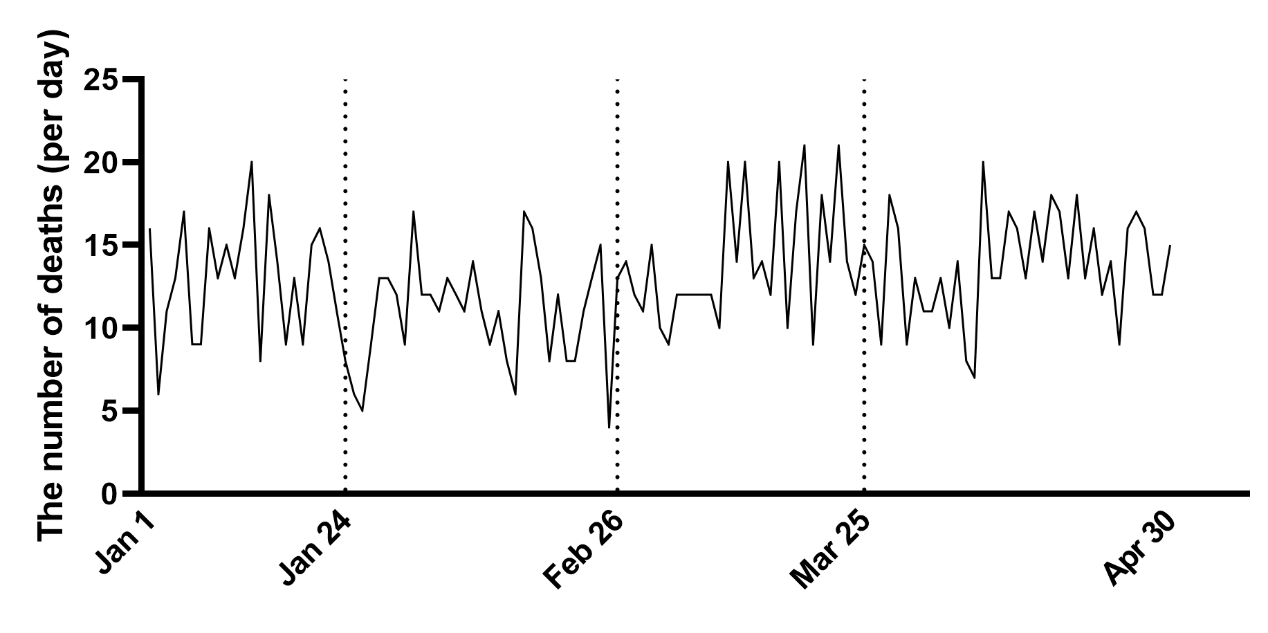 The number of deaths (per day)
25
20
15
10
5
0
Jan 1
Jan 24
Feb 26
Mar 25
Apr 30